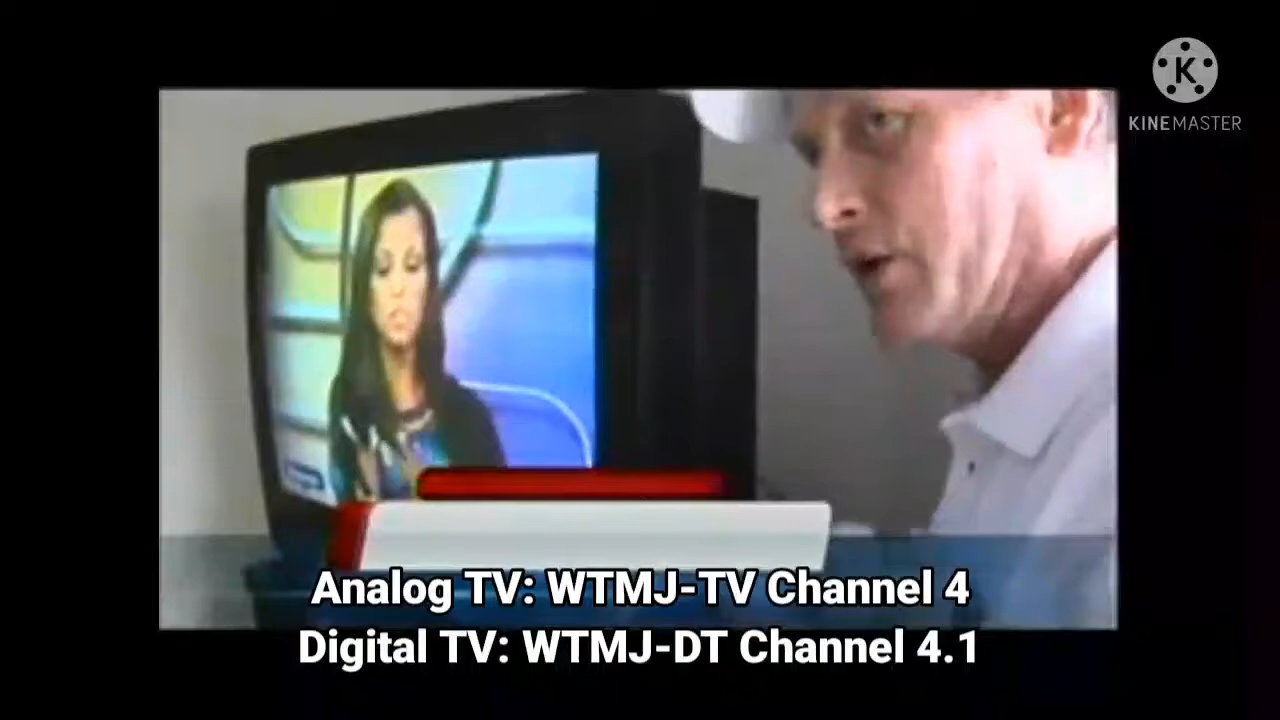 K
KINEMASTER
Analog TV: WTMJ-TV Channel 4
Digital TV: WTMJ-DT Channel 4.1